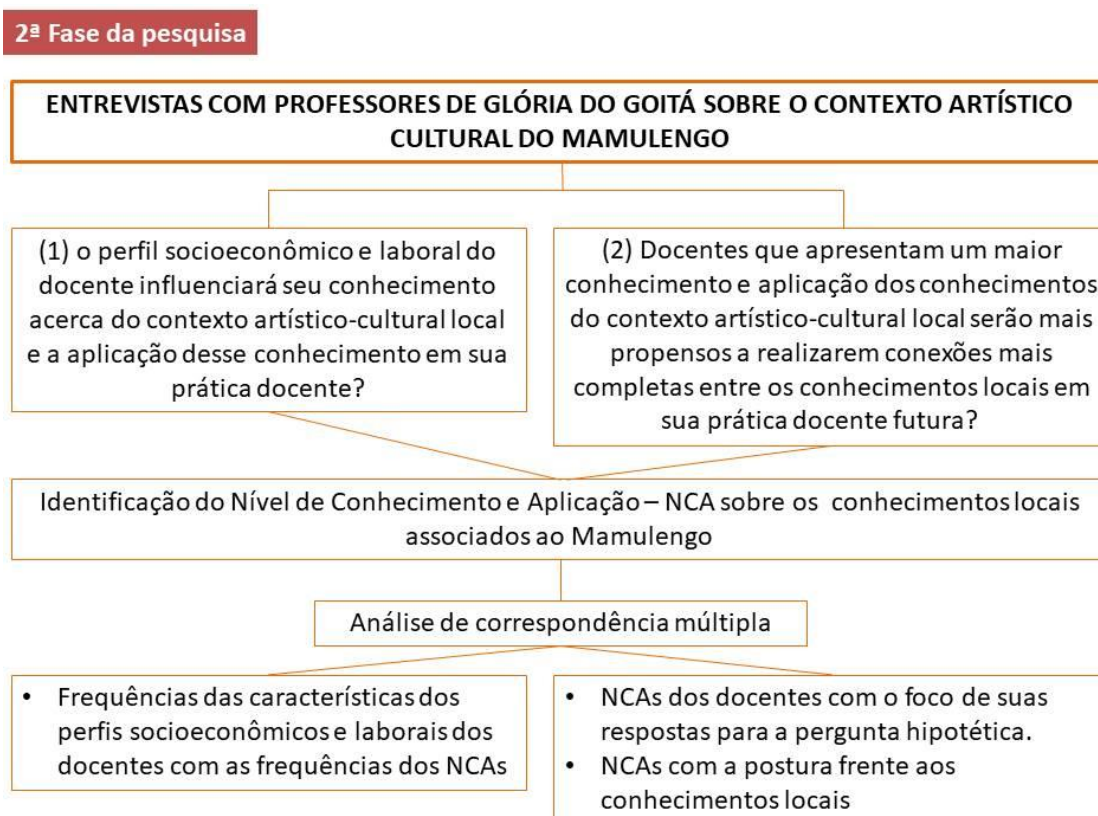 2ª Fase da pesquisa
ENTREVISTAS COM PROFESSORES DE GLÓRIA DO GOITÁ SOBRE O CONTEXTO ARTÍSTICO
CULTURAL DO MAMULENGO
(1) o perfil socioeconômico e laboral do
docente influenciará seu conhecimento
acerca do contexto artístico-cultural local
e a aplicação desse conhecimento em sua
prática docente?
(2) Docentes que apresentam um maior
conhecimento e aplicação dos conhecimentos
do contexto artístico-cultural local serão mais
propensos a realizarem conexões mais
completas entre os conhecimentos locais em
sua prática docente futura?
Identificação do Nível de Conhecimento e Aplicação – NCA sobre os conhecimentos locais
associados ao Mamulengo
Análise de correspondência múltipla
• Frequências das características dos
perfis socioeconômicos e laborais dos
docentes com as frequências dos NCAs
• NCAs dos docentes com o foco de suas
respostas para a pergunta hipotética.
• NCAs com a postura frente aos
conhecimentos locais